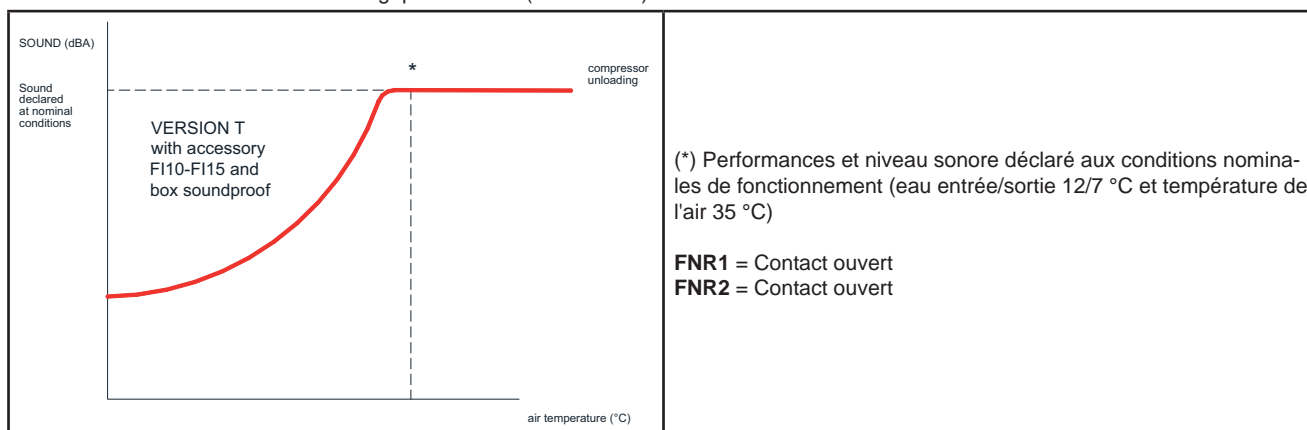 SOUND (dBA)
Sound
declared
at nominal
conditions
*
compressor
unloading
VERSION T
with accessory
FI10-FI15 and
box soundproof
air temperature (°C)
(*) Performances et niveau sonore déclaré aux conditions nomina-
les de fonctionnement (eau entrée/sortie 12/7 °C et température de
l'air 35 °C)
FNR1 = Contact ouvert
FNR2 = Contact ouvert